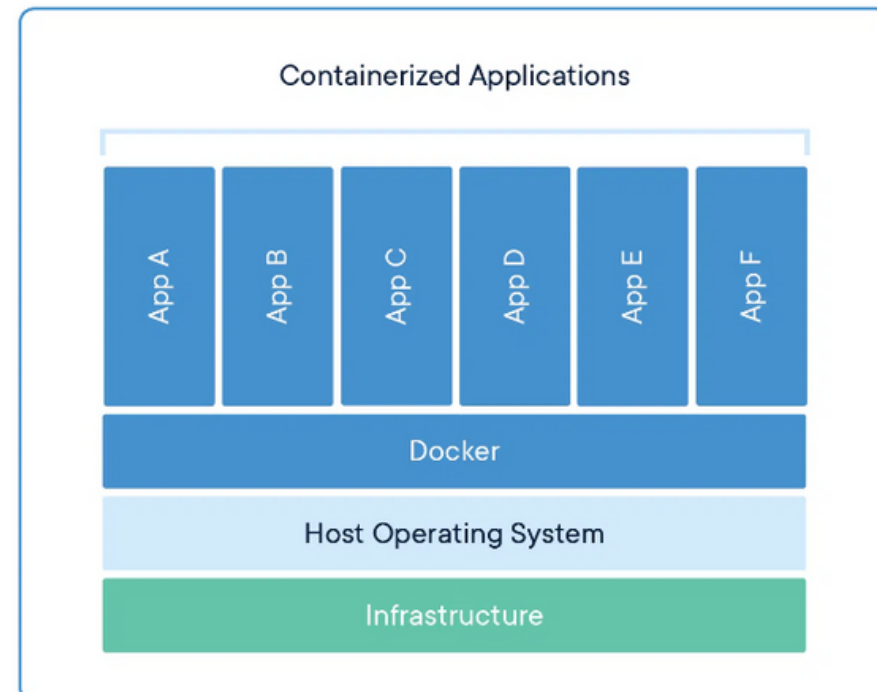 Containerized Applications
App A
App B
App C
App D
App E
App F
Docker
Host Operating System
Infrastructure